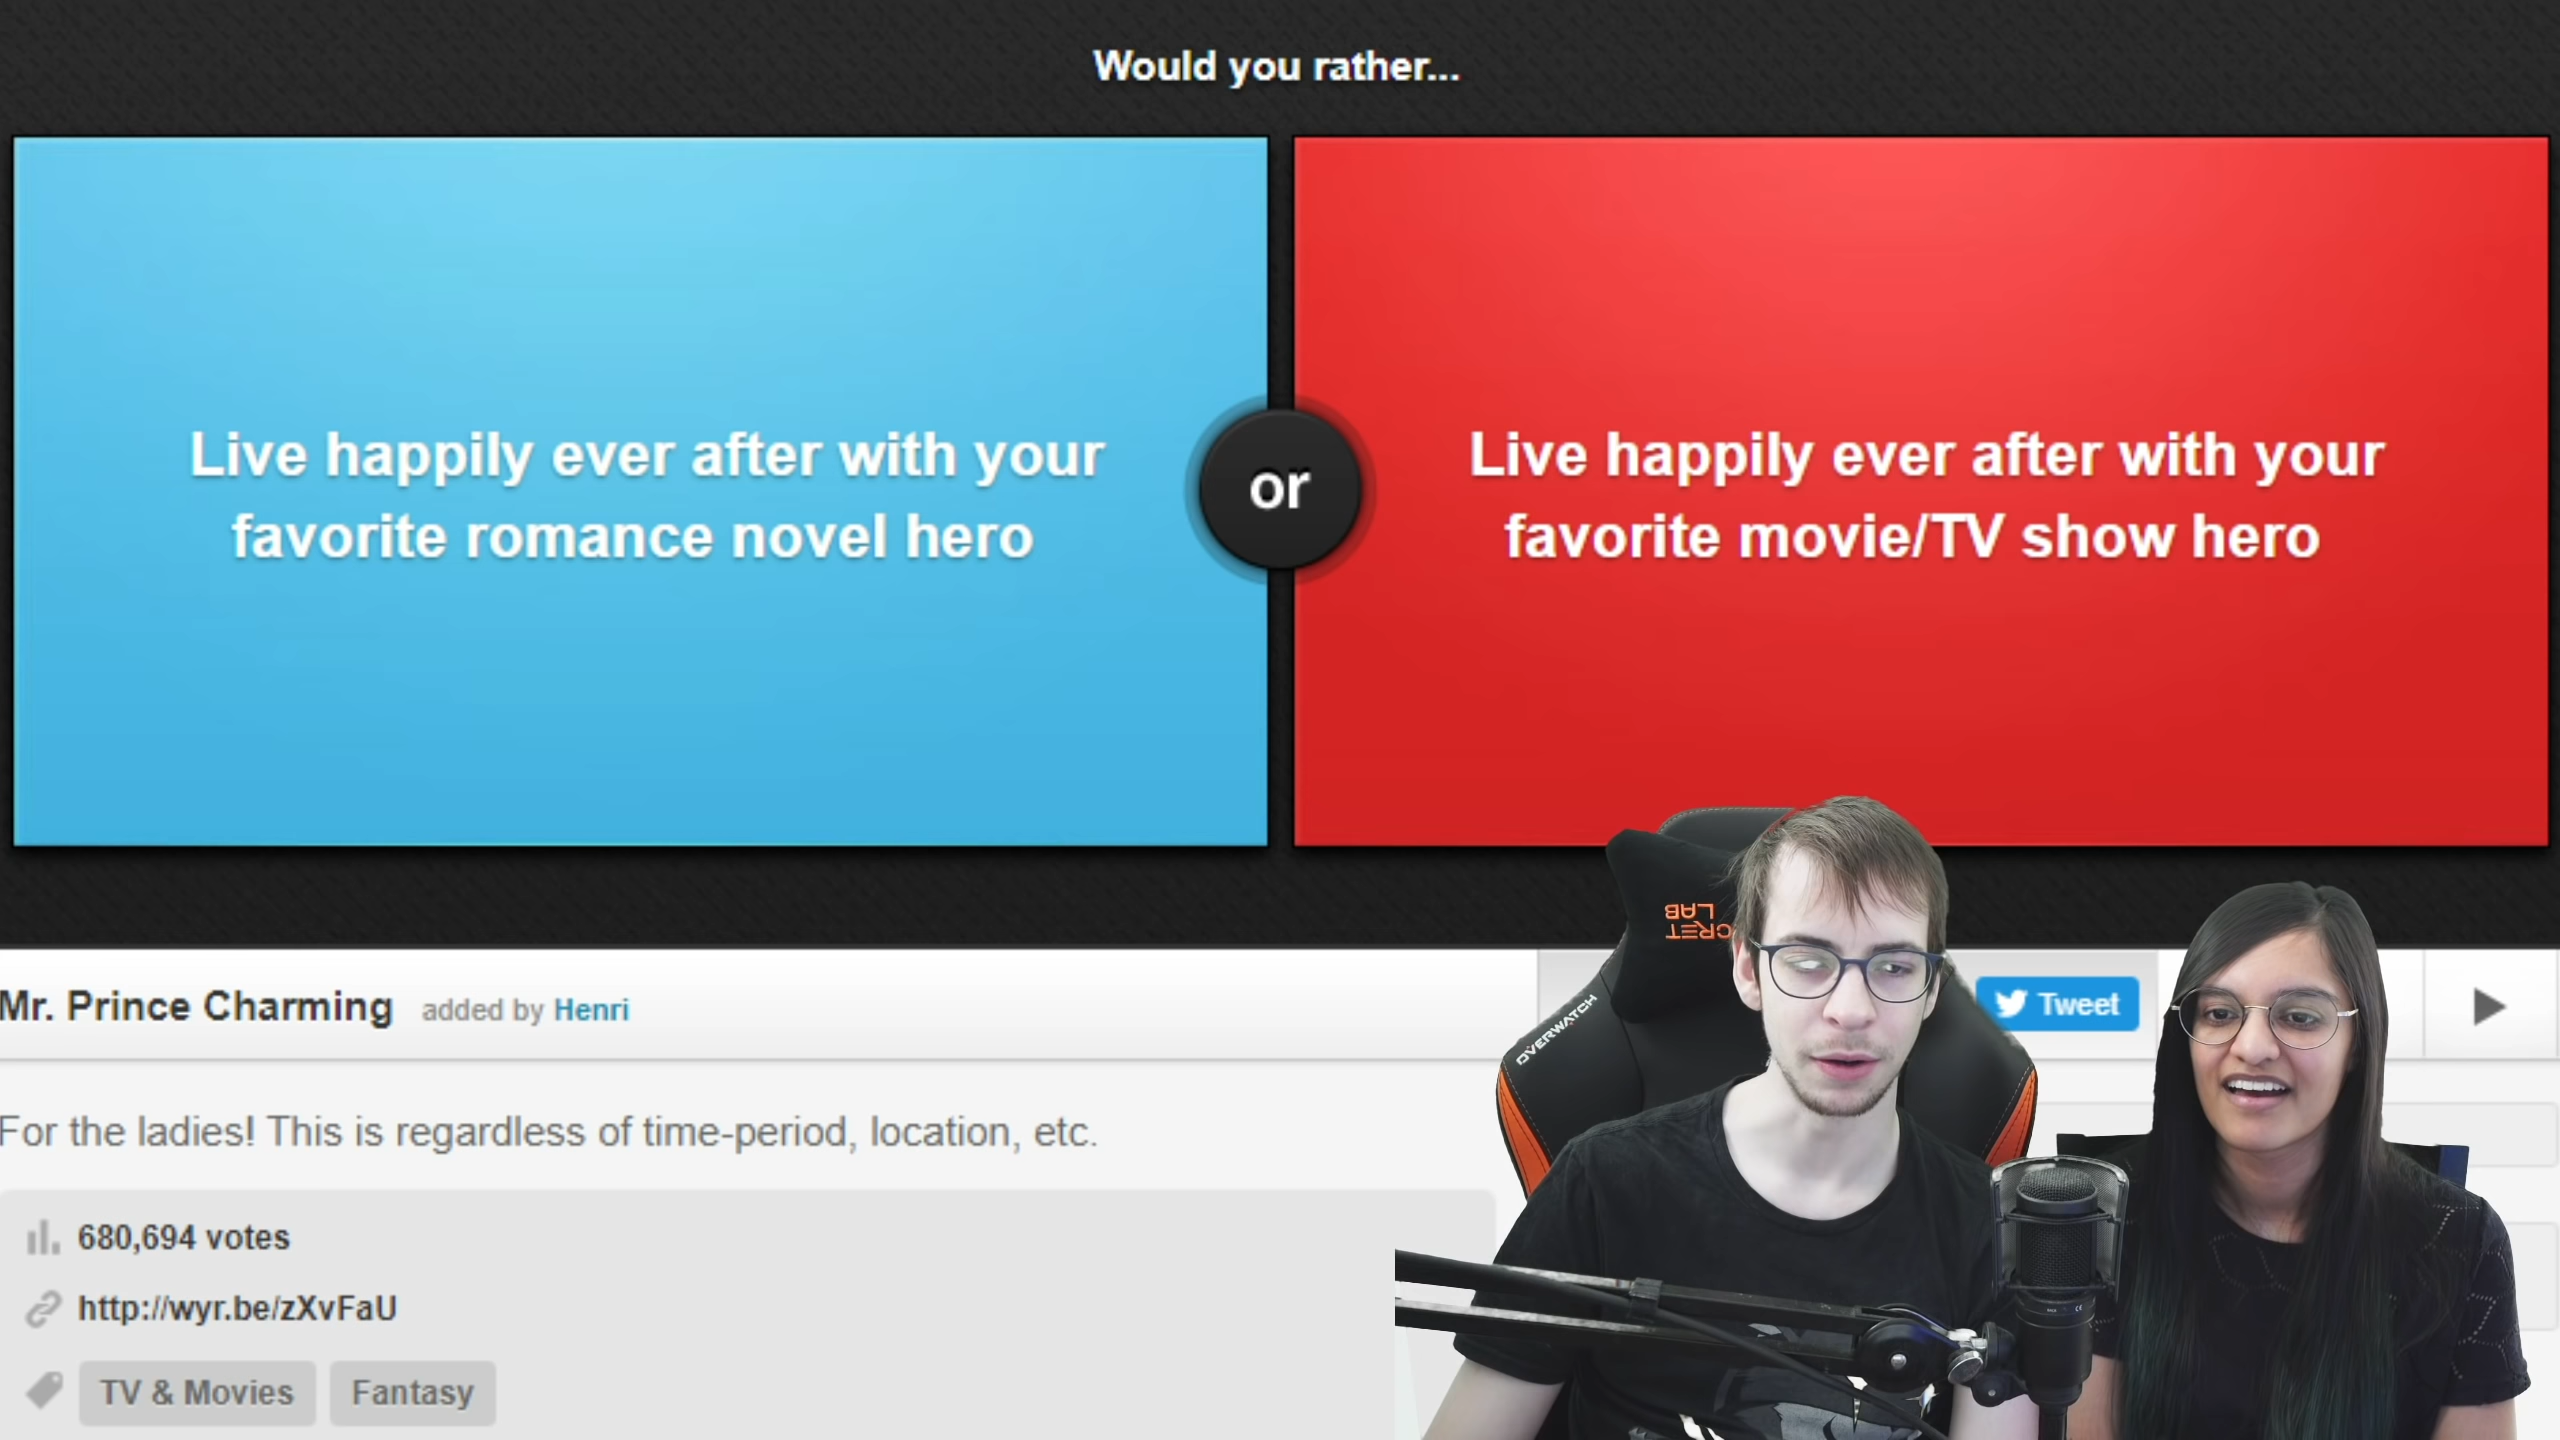 Would you rather...
Live happily ever after with your
favorite romance novel hero
or
Live happily ever after with your
favorite movie/TV show hero
CRET
LAB
OVERWATCH
Mr. Prince Charming added by Henri
Tweet
For the ladies! This is regardless of time-period, location, etc.
680,694 votes
http://wyr.be/zXvFaU
TV & Movies Fantasy